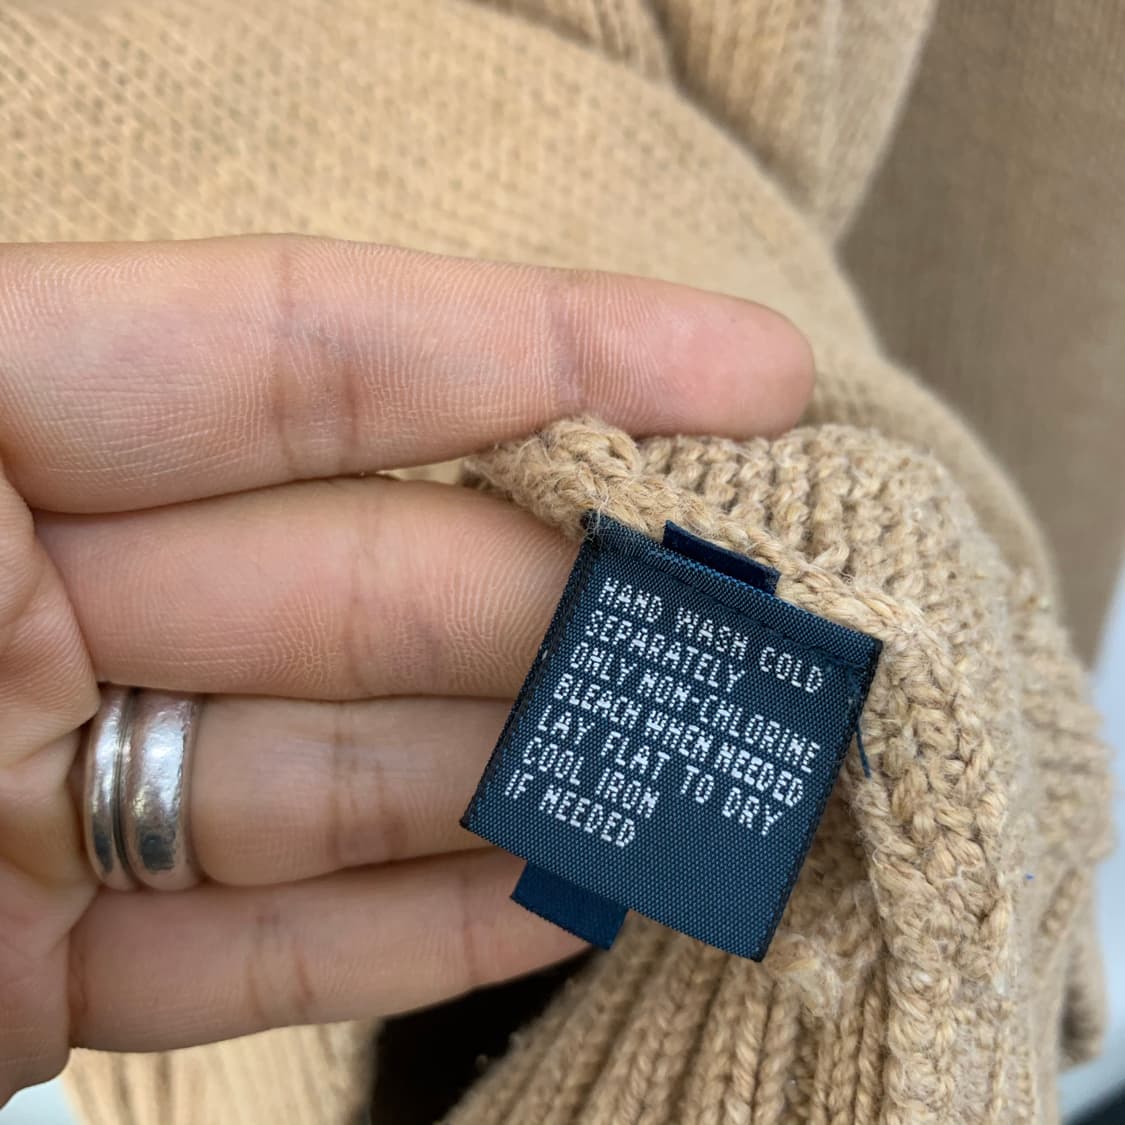 HAND WASH COLD
SEPARATELY
ONLY NON-CHLORINE
BLEACH WHEN NEEDED
LAY FLAT TO DRY
COOL IRON
IF NEEDED